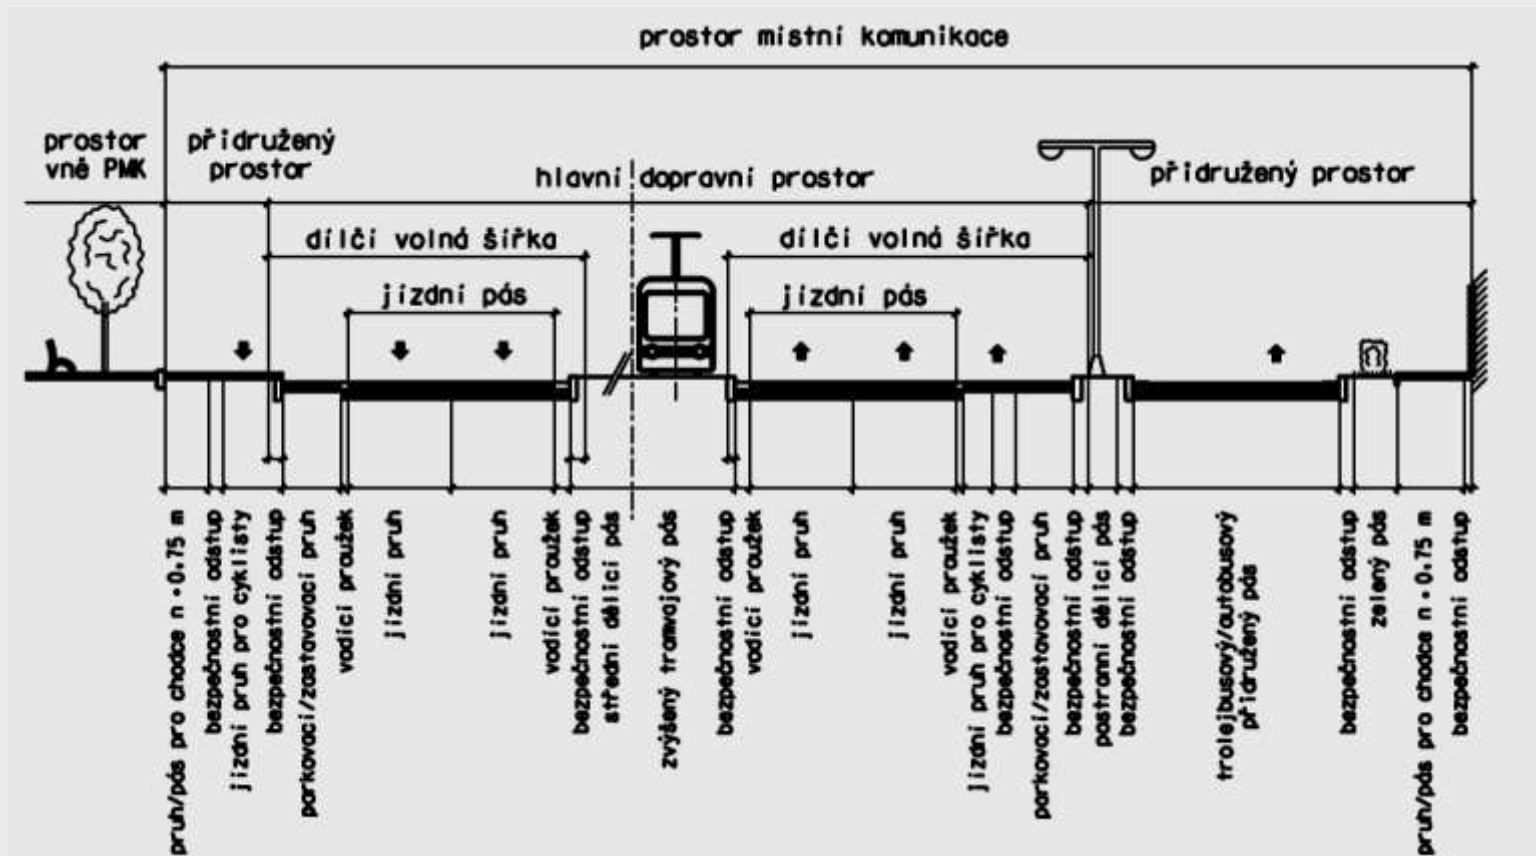 prostor místní komunikace
prostor
vně PMK
přidružený
prostor
hlavní dopravní prostor
přidružený prostor
dílčí volná šířka
dílčí volná šířka
jízdní pás
jízdní pás
pruh/pás pro chodce n·0.75 m
bezpečnostní odstup
jízdní pruh pro cyklisty
bezpečnostní odstup
parkovací/zastavovací pruh
vodící proužek
jízdní pruh
jízdní pruh
vodící proužek
bezpečnostní odstup
střední dělící pás
zvýšený tramvajový pás
bezpečnostní odstup
vodící proužek
jízdní pruh
jízdní pruh
vodící proužek
jízdní pruh pro cyklisty
bezpečnostní odstup
parkovací/zastavovací pruh
bezpečnostní odstup
postranní dělící pás
bezpečnostní odstup
trolejbusový/autobusový
přidružený pás
bezpečnostní odstup
zelený pás
pruh/pás pro chodce n·0.75 m
bezpečnostní odstup